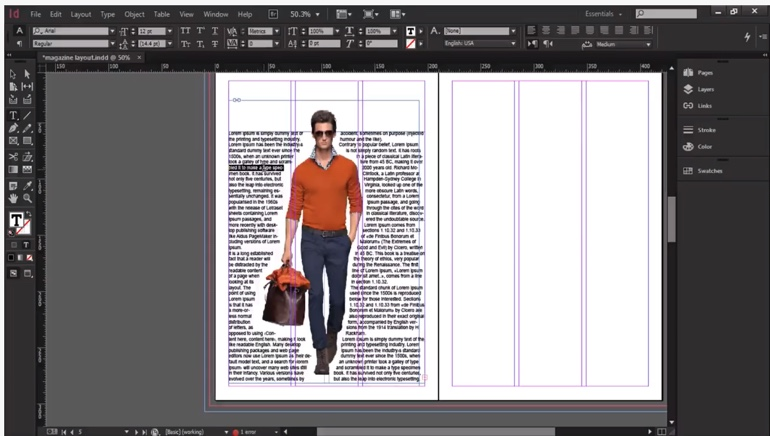 Id File Edit Layout Type Object Table View Window Help Br 50.3% Essentials
A Arial 12 pt TT Metrics 100% 100% T A. [None]
Regular (14.4 pt) 0 0 pt 0° English: USA Medium
*magazine layout.indd @ 50% ×
150 100 50 0 50 100 150 200 250 300 350 400
Pages
Layers
Links
Stroke
Color
Swatches
Lorem Ipsum is simply dummy text of
the printing and typesetting industry.
Lorem Ipsum has been the industry's
standard dummy text ever since the
1500s, when an unknown printer
took a galley of type and scram-
bled it to make a type speci
men book. It has survived
not only five centuries, but
also the leap into electronic
typesetting, remaining es-
sentially unchanged. It was
popularised in the 1960s
with the release of Letraset
sheets containing Lorem
Ipsum passages, and
more recently with desk-
top publishing software
like Aldus PageMaker in-
cluding versions of Lorem
Ipsum.
It is a long established
fact that a reader will
be distracted by the
readable content
of a page when
looking at its
layout. The
point of using
Lorem Ipsum
is that it has
a more-or-
less normal
distribution
of letters, as
opposed to using ‹Con-
tent here, content here›, making it look
like readable English. Many desktop
publishing packages and web page
editors now use Lorem Ipsum as their de-
fault model text, and a search for ‹lorem
ipsum› will uncover many web sites still
in their infancy. Various versions have
evolved over the years, sometimes by
accident, sometimes on purpose (injected
humour and the like).
Contrary to popular belief, Lorem Ipsum
is not simply random text. It has roots
in a piece of classical Latin litera-
ture from 45 BC, making it over
2000 years old. Richard Mc-
Clintock, a Latin professor at
Hampden-Sydney College in
Virginia, looked up one of the
more obscure Latin words,
consectetur, from a Lorem
Ipsum passage, and going
through the cites of the word
in classical literature, discov-
ered the undoubtable source.
Lorem Ipsum comes from
sections 1.10.32 and 1.10.33
of «de Finibus Bonorum et
Malorum» (The Extremes of
Good and Evil) by Cicero, written
in 45 BC. This book is a treatise on
the theory of ethics, very popular
during the Renaissance. The first
line of Lorem Ipsum, «Lorem ipsum
dolor sit amet..», comes from a line
in section 1.10.32.
The standard chunk of Lorem Ipsum
used since the 1500s is reproduced
below for those interested. Sections
1.10.32 and 1.10.33 from «de Finibus
Bonorum et Malorum» by Cicero are
also reproduced in their exact original
form, accompanied by English ver-
sions from the 1914 translation by H.
Rackham.
Lorem Ipsum is simply dummy text of the
printing and typesetting industry. Lorem
Ipsum has been the industry's standard
dummy text ever since the 1500s, when
an unknown printer took a galley of type
and scrambled it to make a type specimen
book. It has survived not only five centuries,
but also the leap into electronic typesetting,
5 [Basic] (working) 1 error